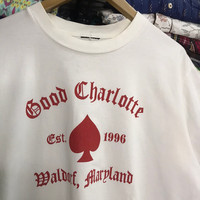 Good Charlotte
Est. 1996
Waldorf, Maryland